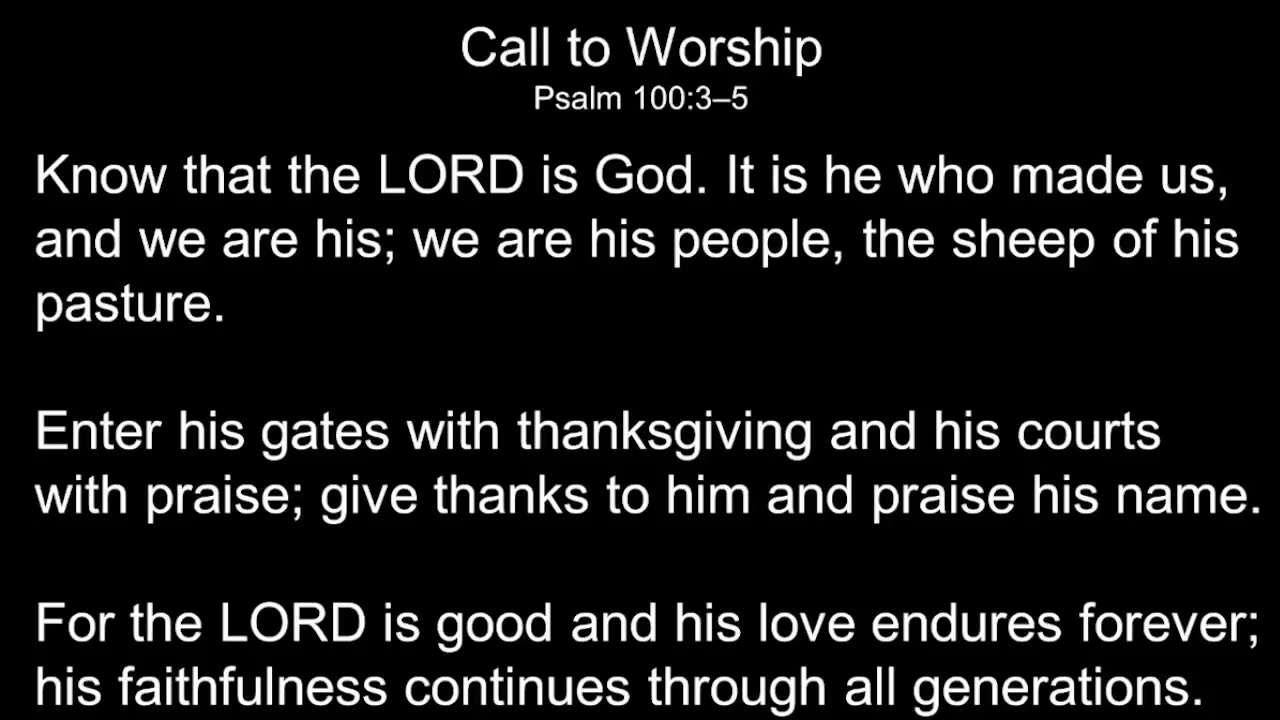 Call to Worship
Psalm 100:3–5
Know that the LORD is God. It is he who made us,
and we are his; we are his people, the sheep of his
pasture.
Enter his gates with thanksgiving and his courts
with praise; give thanks to him and praise his name.
For the LORD is good and his love endures forever;
his faithfulness continues through all generations.